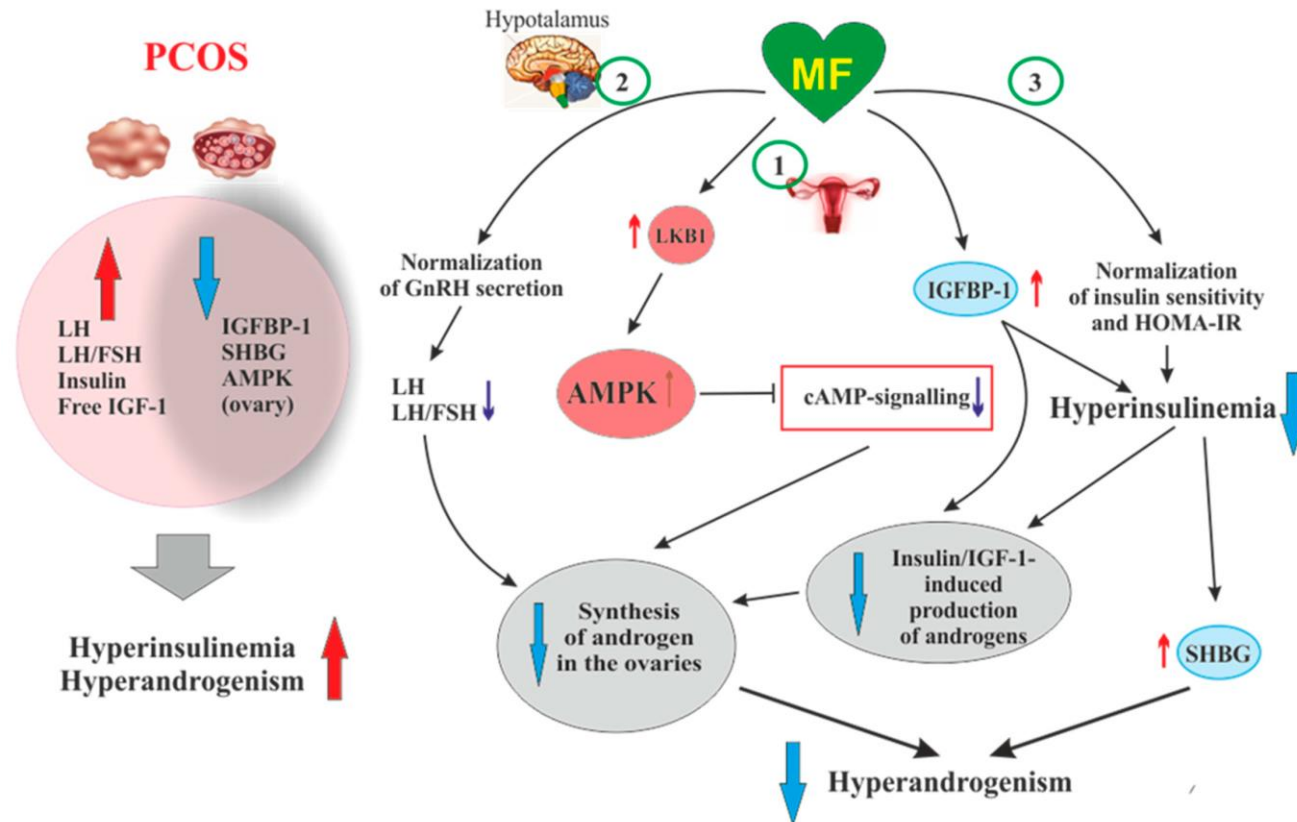 PCOS
LH
LH/FSH
Insulin
Free IGF-1
IGFBP-1
SHBG
AMPK
(ovary)
Hyperinsulinemia
Hyperandrogenism
Hypotalamus
MF
2
3
1
LKB1
Normalization
of GnRH secretion
IGFBP-1
Normalization
of insulin sensitivity
and HOMA-IR
LH
LH/FSH
AMPK
cAMP-signalling
Hyperinsulinemia
Synthesis
of androgen
in the ovaries
Insulin/IGF-1-
induced
production
of androgens
SHBG
Hyperandrogenism